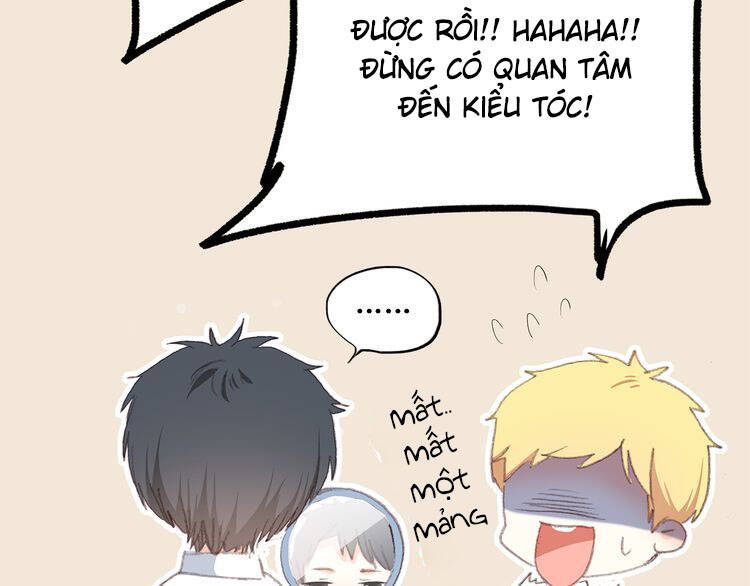 ĐƯỢC RỒI!! HAHAHA!!
ĐỪNG CÓ QUAN TÂM
ĐẾN KIỂU TÓC!
......
mất..
mất
một
mảng